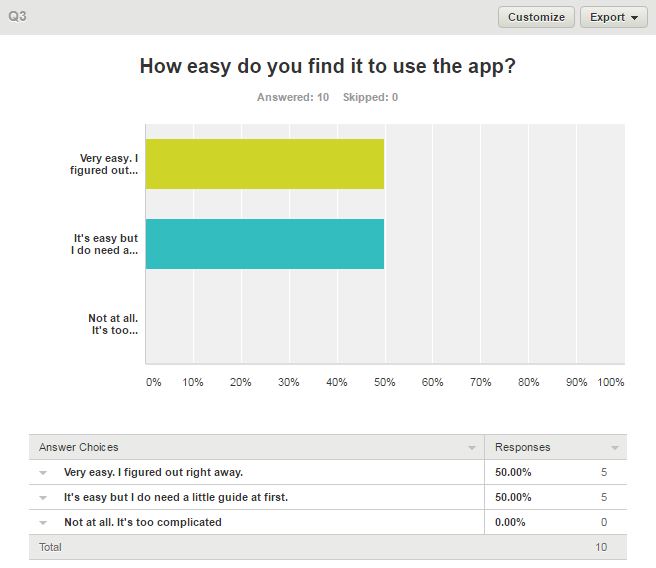 Q3
Customize
Export
How easy do you find it to use the app?
Answered: 10 Skipped: 0
Very easy. I
figured out...
It's easy but
I do need a...
Not at all.
It's too...
0% 10% 20% 30% 40% 50% 60% 70% 80% 90% 100%
Answer Choices Responses
Very easy. I figured out right away. 50.00% 5
It's easy but I do need a little guide at first. 50.00% 5
Not at all. It's too complicated 0.00% 0
Total 10